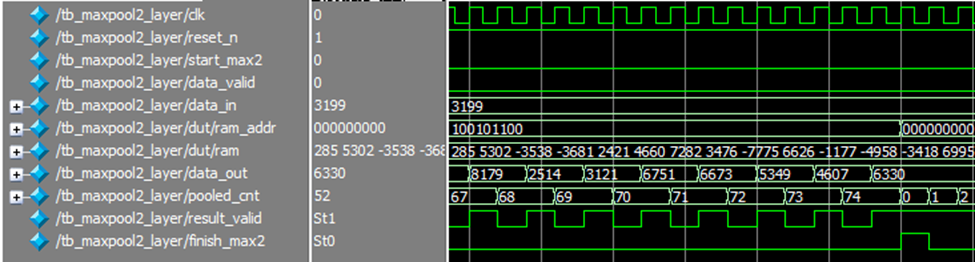 /tb_maxpool2_layer/clk 0
/tb_maxpool2_layer/reset_n 1
/tb_maxpool2_layer/start_max2 0
/tb_maxpool2_layer/data_valid 0
/tb_maxpool2_layer/data_in 3199 3199
/tb_maxpool2_layer/dut/ram_addr 000000000 100101100 000000000
/tb_maxpool2_layer/dut/ram 285 5302 -3538 -368 285 5302 -3538 -3681 2421 4660 7282 3476 -7775 6626 -1177 -4958 -3418 6995
/tb_maxpool2_layer/data_out 6330 8179 2514 3121 6751 6673 5349 4607 6330
/tb_maxpool2_layer/pooled_cnt 52 67 68 69 70 71 72 73 74 0 1 2
/tb_maxpool2_layer/result_valid St1
/tb_maxpool2_layer/finish_max2 St0